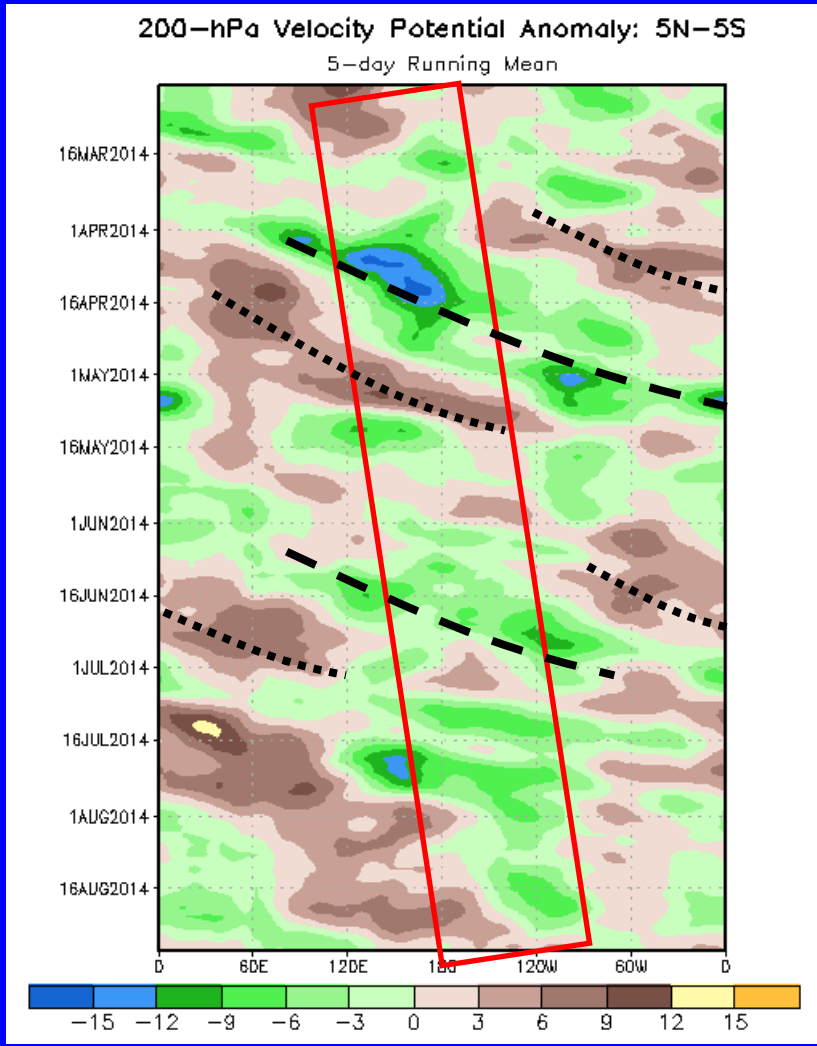 200-hPa Velocity Potential Anomaly: 5N-5S
5-day Running Mean
16MAR2014
1APR2014
16APR2014
1MAY2014
16MAY2014
1JUN2014
16JUN2014
1JUL2014
16JUL2014
1AUG2014
16AUG2014
0 60E 120E 180 120W 60W 0
-15 -12 -9 -6 -3 0 3 6 9 12 15